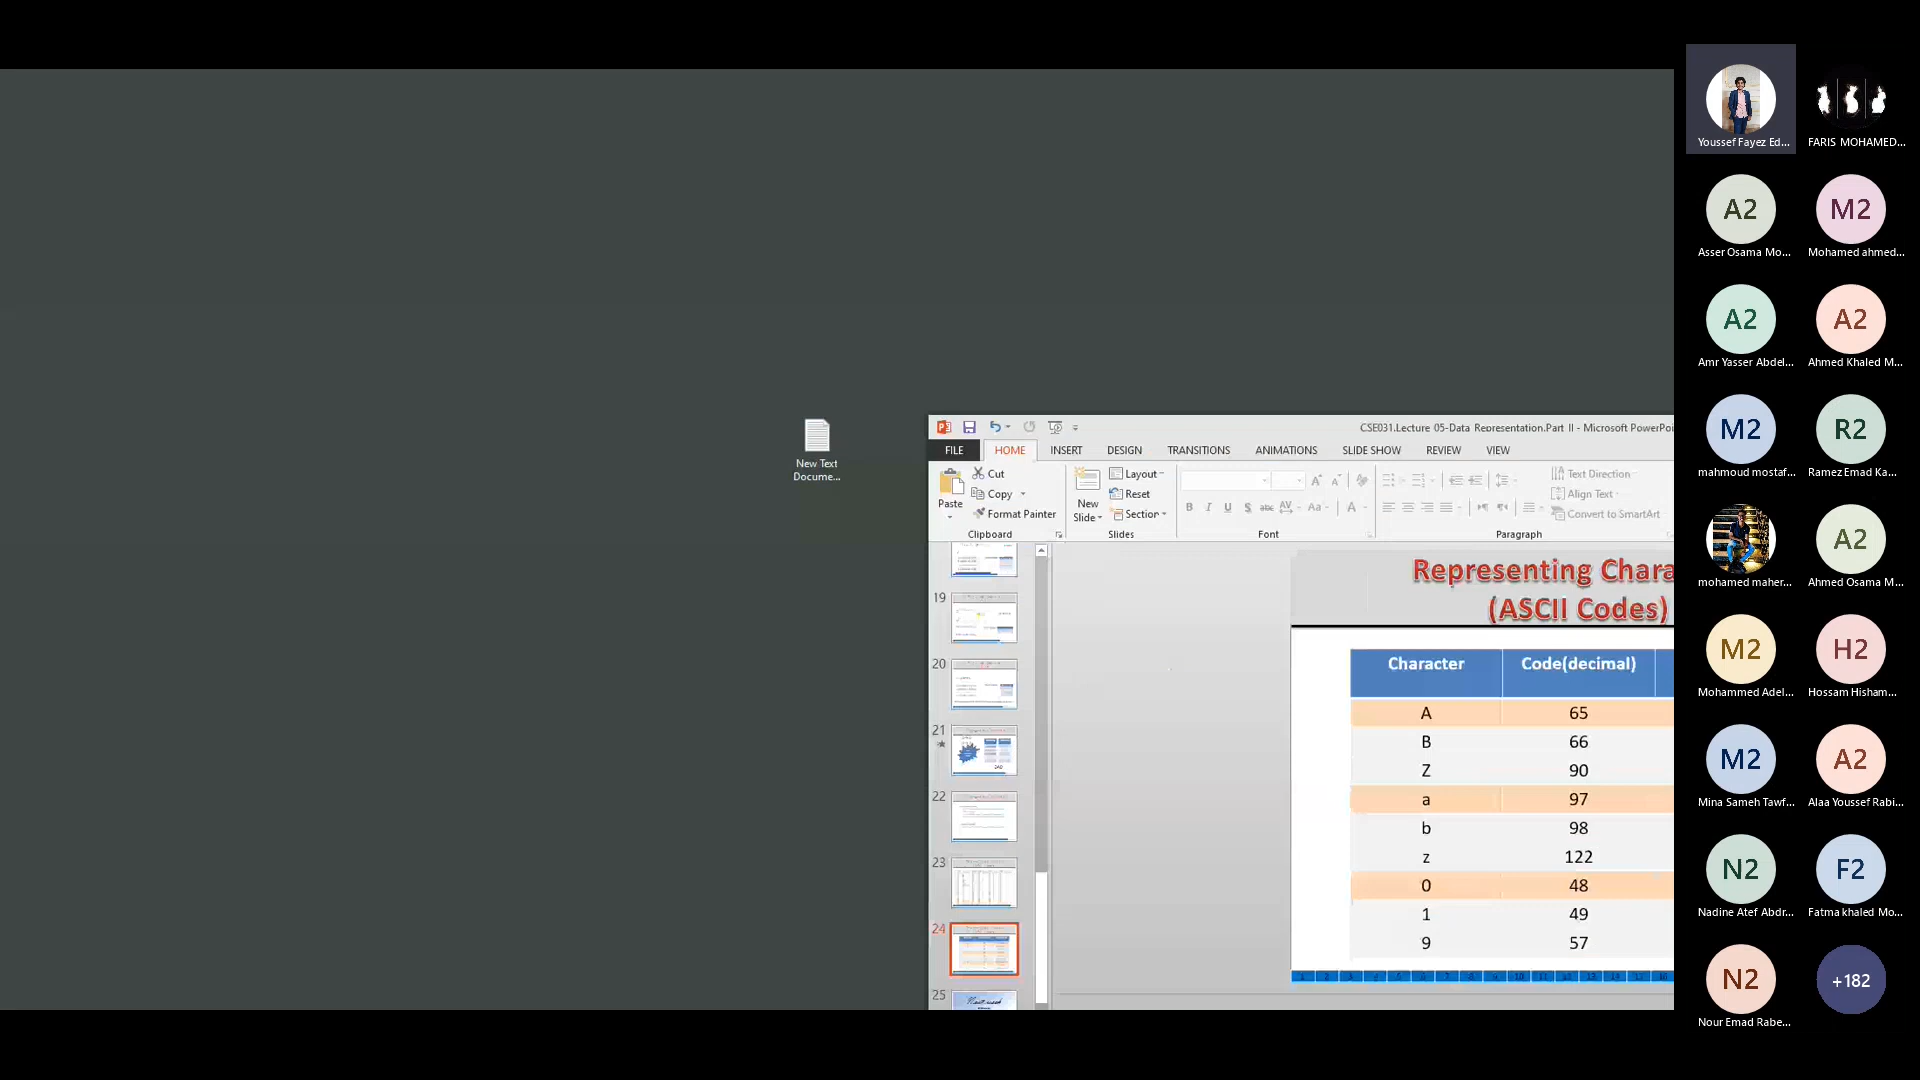 New Text
Docume...
CSE031.Lecture 05-Data Representation.Part II - Microsoft PowerPoi
FILE
HOME
INSERT
DESIGN
TRANSITIONS
ANIMATIONS
SLIDE SHOW
REVIEW
VIEW
Paste
Cut
Copy
Format Painter
Clipboard
New
Slide
Layout
Reset
Section
Slides
B I U S abc AV Aa A
Font
Text Direction
Align Text
Convert to SmartArt
Paragraph
19
20
21
22
23
24
25
Representing Chara
(ASCII Codes)
Character Code(decimal)
A 65
B 66
Z 90
a 97
b 98
z 122
0 48
1 49
9 57
Youssef Fayez Ed...
FARIS MOHAMED...
A2
Asser Osama Mo...
M2
Mohamed ahmed...
A2
Amr Yasser Abdel...
A2
Ahmed Khaled M...
M2
mahmoud mostaf...
R2
Ramez Emad Ka...
mohamed maher...
A2
Ahmed Osama M...
M2
Mohammed Adel...
H2
Hossam Hisham...
M2
Mina Sameh Tawf...
A2
Alaa Youssef Rabi...
N2
Nadine Atef Abdr...
F2
Fatma khaled Mo...
N2
Nour Emad Rabe...
+182